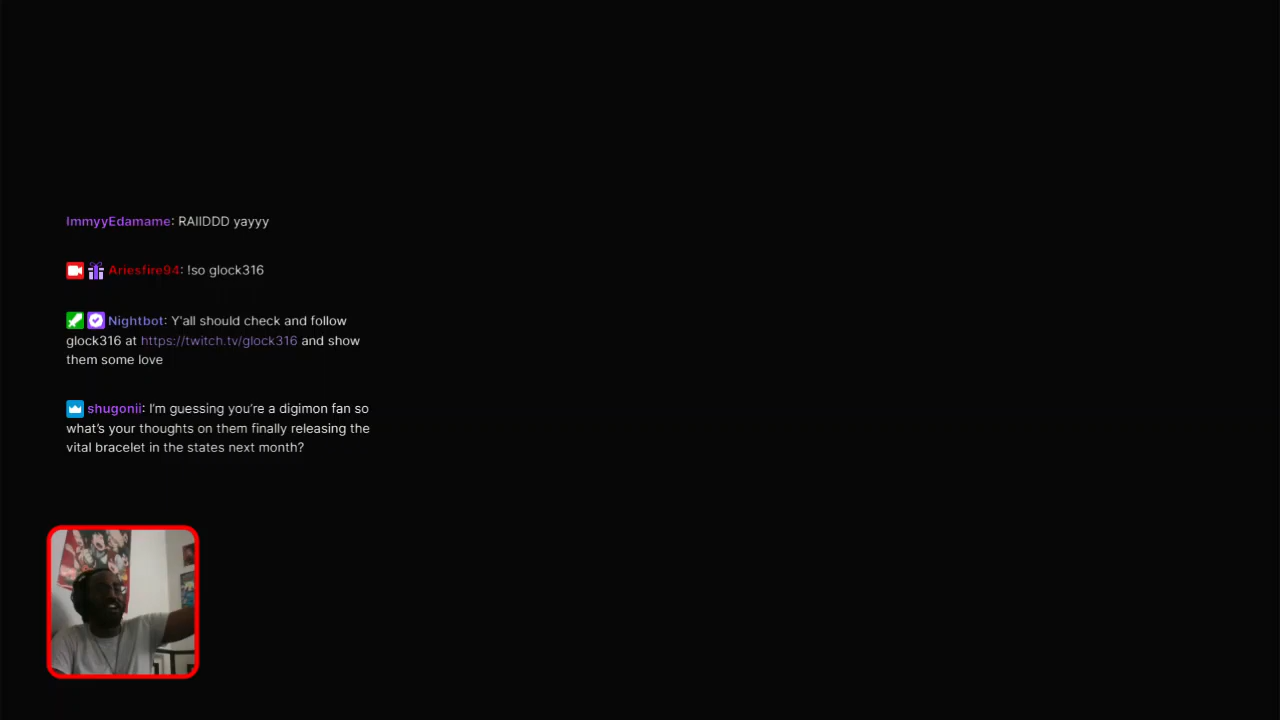 ImmyyEdamame: RAIIDDD yayyy
Ariesfire94: !so glock316
Nightbot: Y'all should check and follow
glock316 at https://twitch.tv/glock316 and show
them some love
shugonii: I'm guessing you're a digimon fan so
what's your thoughts on them finally releasing the
vital bracelet in the states next month?